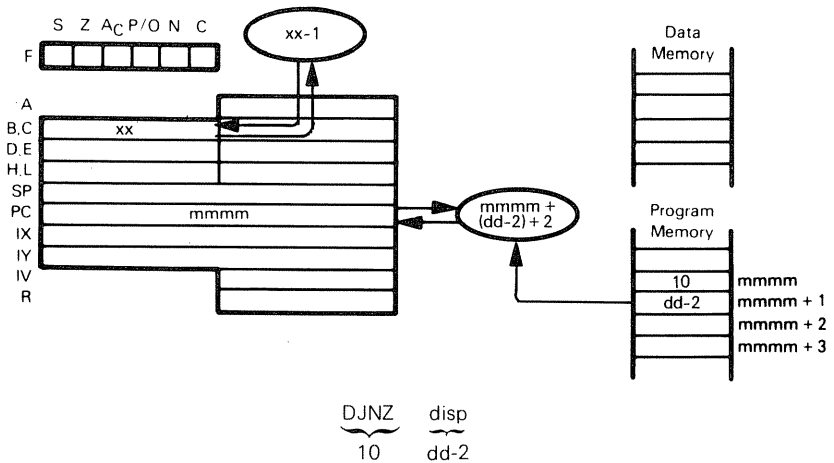 S Z AC P/O N C
F
xx-1
Data
Memory
A
B,C xx
D,E
H,L
SP
PC mmmm
IX
IY
IV
R
mmmm +
(dd-2) + 2
Program
Memory
10 mmmm
dd-2 mmmm + 1
mmmm + 2
mmmm + 3
DJNZ disp
10 dd-2